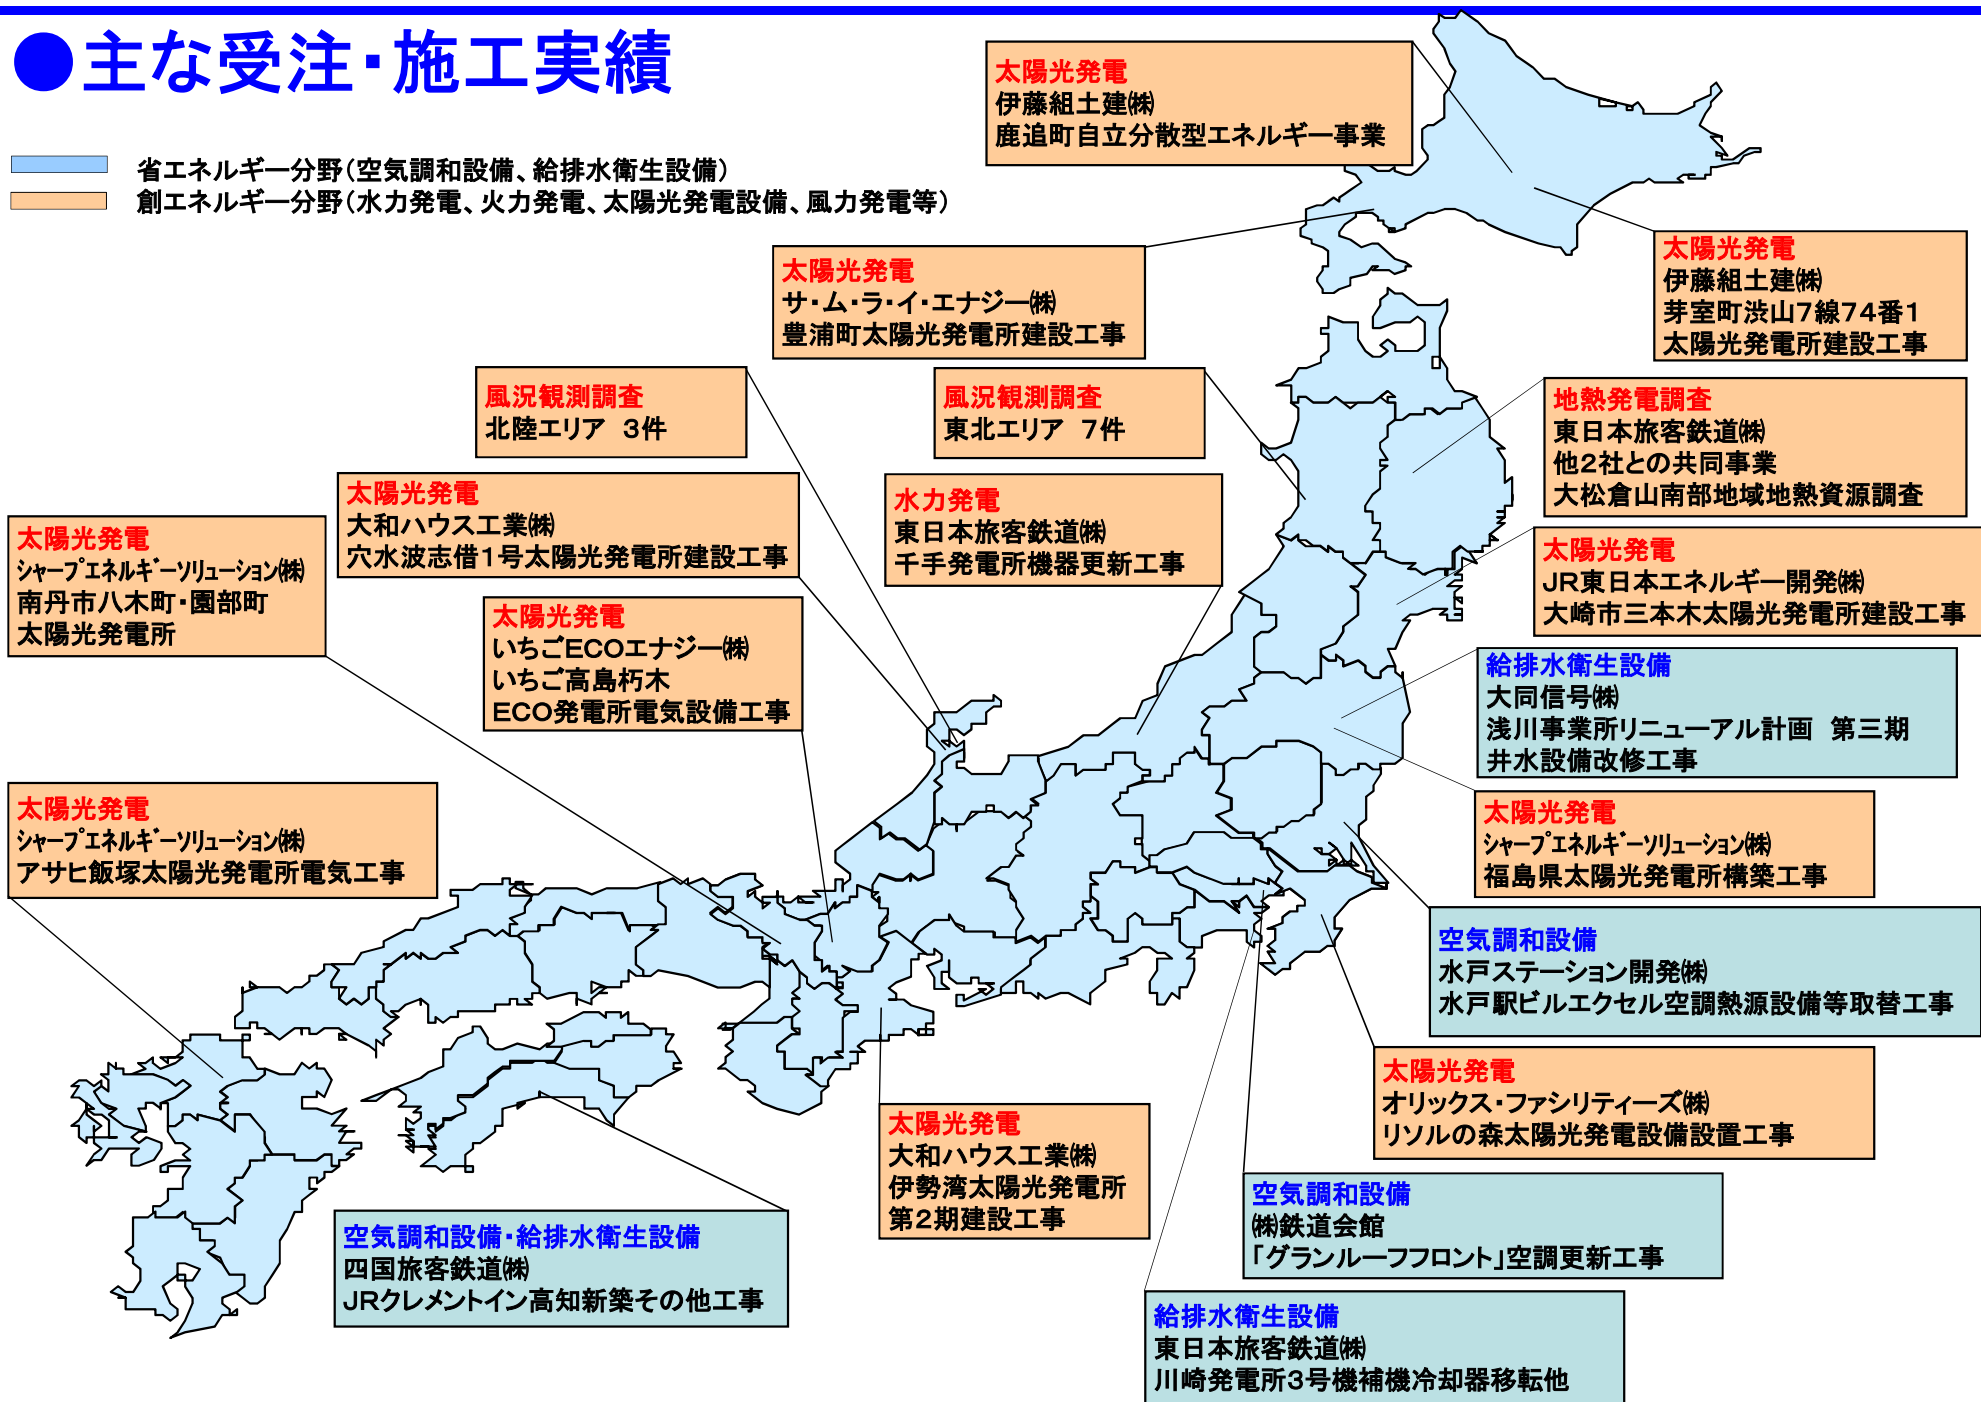 ●主な受注・施工実績
省エネルギー分野(空気調和設備、給排水衛生設備)
創エネルギー分野(水力発電、火力発電、太陽光発電設備、風力発電等)
太陽光発電
伊藤組土建㈱
鹿追町自立分散型エネルギー事業
太陽光発電
伊藤組土建㈱
芽室町渋山7線74番1
太陽光発電所建設工事
太陽光発電
サ・ム・ラ・イ・エナジー㈱
豊浦町太陽光発電所建設工事
風況観測調査
北陸エリア 3件
風況観測調査
東北エリア 7件
地熱発電調査
東日本旅客鉄道㈱
他2社との共同事業
大松倉山南部地域地熱資源調査
太陽光発電
大和ハウス工業㈱
穴水波志借1号太陽光発電所建設工事
水力発電
東日本旅客鉄道㈱
千手発電所機器更新工事
太陽光発電
シャープエネルギーソリューション㈱
南丹市八木町・園部町
太陽光発電所
太陽光発電
JR東日本エネルギー開発㈱
大崎市三本木太陽光発電所建設工事
太陽光発電
いちごECOエナジー㈱
いちご高島朽木
ECO発電所電気設備工事
給排水衛生設備
大同信号㈱
浅川事業所リニューアル計画 第三期
井水設備改修工事
太陽光発電
シャープエネルギーソリューション㈱
アサヒ飯塚太陽光発電所電気工事
太陽光発電
シャープエネルギーソリューション㈱
福島県太陽光発電所構築工事
空気調和設備
水戸ステーション開発㈱
水戸駅ビルエクセル空調熱源設備等取替工事
太陽光発電
オリックス・ファシリティーズ㈱
リソルの森太陽光発電設備設置工事
太陽光発電
大和ハウス工業㈱
伊勢湾太陽光発電所
第2期建設工事
空気調和設備
㈱鉄道会館
「グランルーフフロント」空調更新工事
空気調和設備・給排水衛生設備
四国旅客鉄道㈱
JRクレメントイン高知新築その他工事
給排水衛生設備
東日本旅客鉄道㈱
川崎発電所3号機補機冷却器移転他